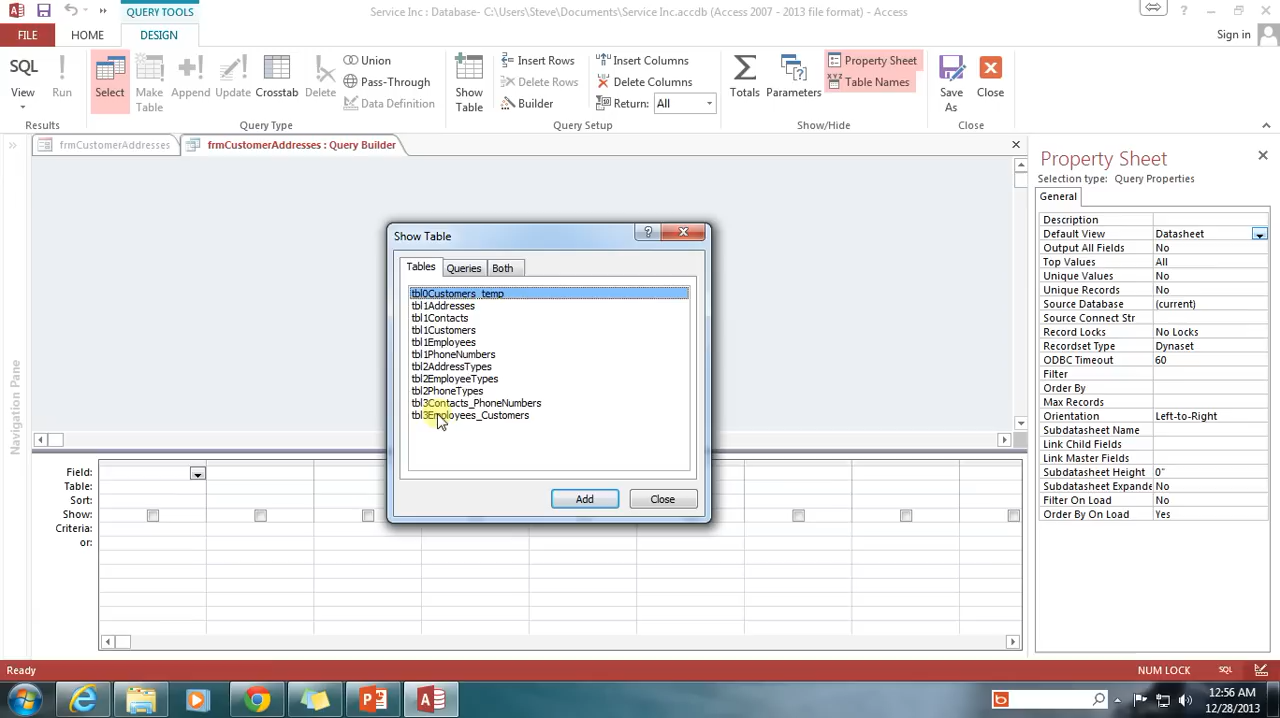 QUERY TOOLS
Service Inc : Database- C:\Users\Steve\Documents\Service Inc.accdb (Access 2007 - 2013 file format) - Access
FILE HOME DESIGN
Sign in
SQL
View
Run
Select
Make Table
Append
Update
Crosstab
Delete
Union
Pass-Through
Data Definition
Show Table
Insert Rows
Delete Rows
Builder
Insert Columns
Delete Columns
Return: All
Totals
Parameters
Property Sheet
XYZ Table Names
Save As
Close
Results Query Type Query Setup Show/Hide Close
frmCustomerAddresses
frmCustomerAddresses : Query Builder
Navigation Pane
Show Table
Tables Queries Both
tbl0Customers_temp
tbl1Addresses
tbl1Contacts
tbl1Customers
tbl1Employees
tbl1PhoneNumbers
tbl2AddressTypes
tbl2EmployeeTypes
tbl2PhoneTypes
tbl3Contacts_PhoneNumbers
tbl3Employees_Customers
Add Close
Field:
Table:
Sort:
Show:
Criteria:
or:
Property Sheet
Selection type: Query Properties
General
Description
Default View Datasheet
Output All Fields No
Top Values All
Unique Values No
Unique Records No
Source Database (current)
Source Connect Str
Record Locks No Locks
Recordset Type Dynaset
ODBC Timeout 60
Filter
Order By
Max Records
Orientation Left-to-Right
Subdatasheet Name
Link Child Fields
Link Master Fields
Subdatasheet Height 0"
Subdatasheet Expande No
Filter On Load No
Order By On Load Yes
Ready
NUM LOCK SQL
12:56 AM
12/28/2013